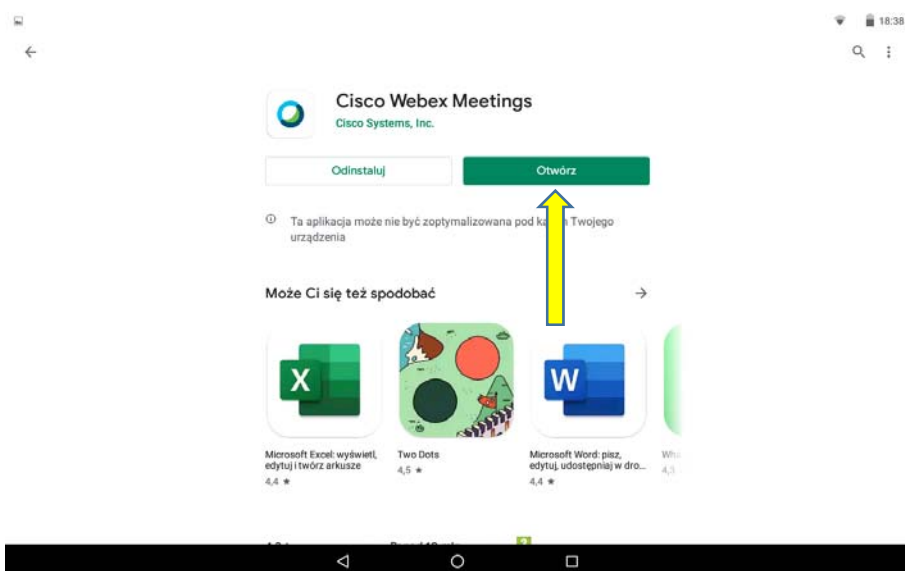 18:38
Cisco Webex Meetings
Cisco Systems, Inc.
Odinstaluj
Otwórz
Ta aplikacja może nie być zoptymalizowana pod Twojego
urządzenia
Może Ci się też spodobać
X
W
Microsoft Excel: wyświetl,
edytuj i twórz arkusze
4,4 ★
Two Dots
4,5 ★
Microsoft Word: pisz,
edytuj, udostępniaj w dro...
4,4 ★
4,3